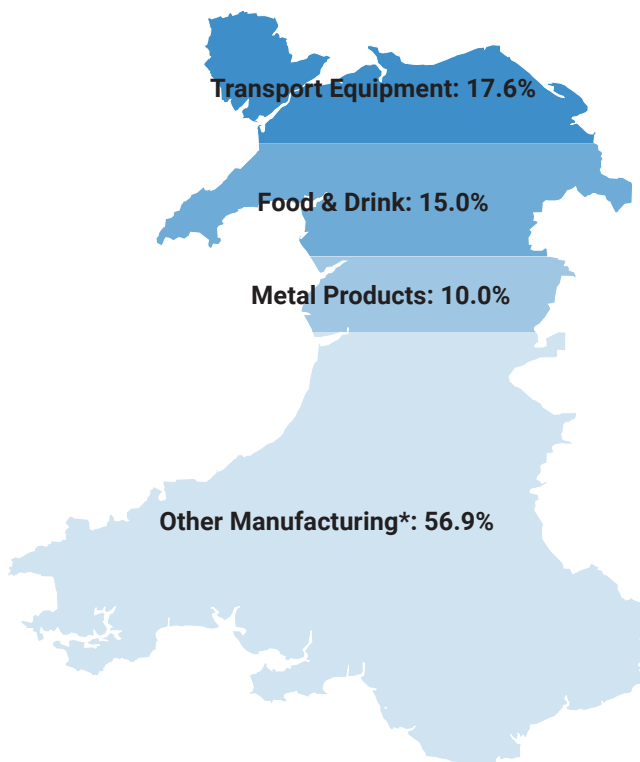 Transport Equipment: 17.6%
Food & Drink: 15.0%
Metal Products: 10.0%
Other Manufacturing*: 56.9%